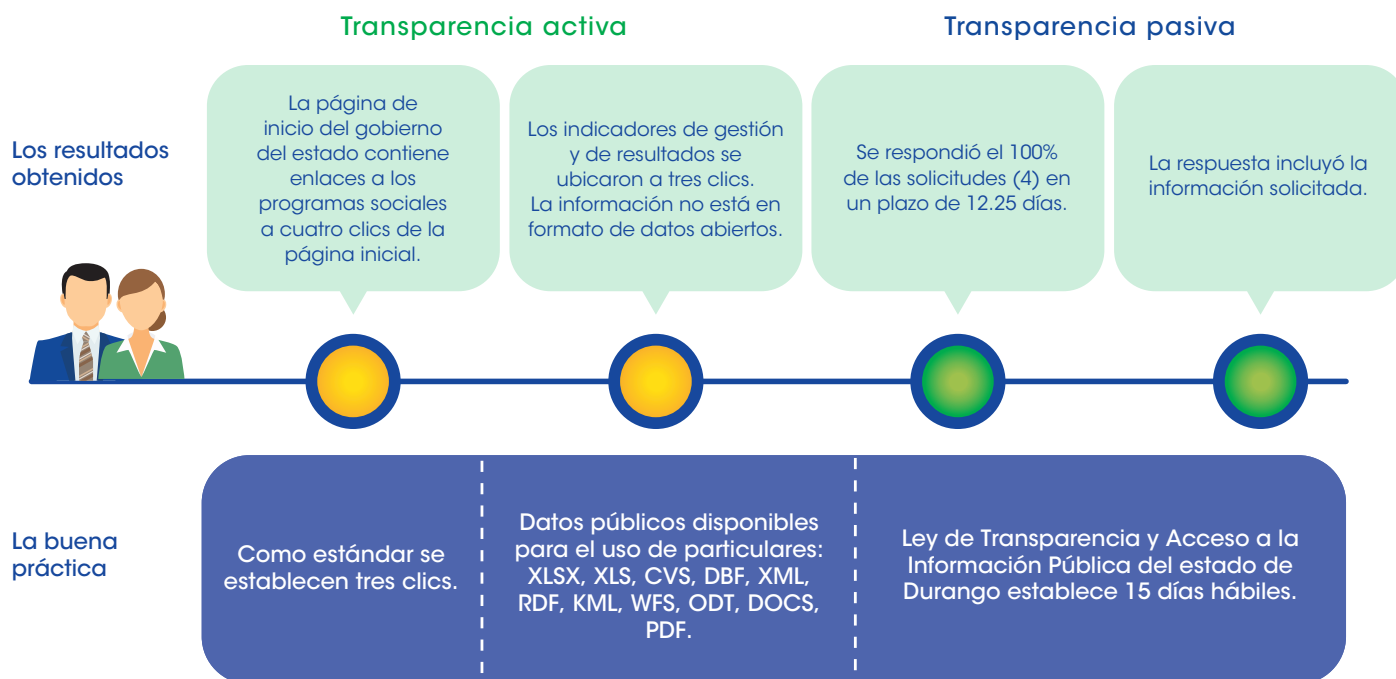 Transparencia activa
Transparencia pasiva
Los resultados
obtenidos
La página de
inicio del gobierno
del estado contiene
enlaces a los
programas sociales
a cuatro clics de la
página inicial.
Los indicadores de gestión
y de resultados se
ubicaron a tres clics.
La información no está en
formato de datos abiertos.
Se respondió el 100%
de las solicitudes (4) en
un plazo de 12.25 días.
La respuesta incluyó la
información solicitada.
La buena
práctica
Como estándar se
establecen tres clics.
Datos públicos disponibles
para el uso de particulares:
XLSX, XLS, CVS, DBF, XML,
RDF, KML, WFS, ODT, DOCS,
PDF.
Ley de Transparencia y Acceso a la
Información Pública del estado de
Durango establece 15 días hábiles.